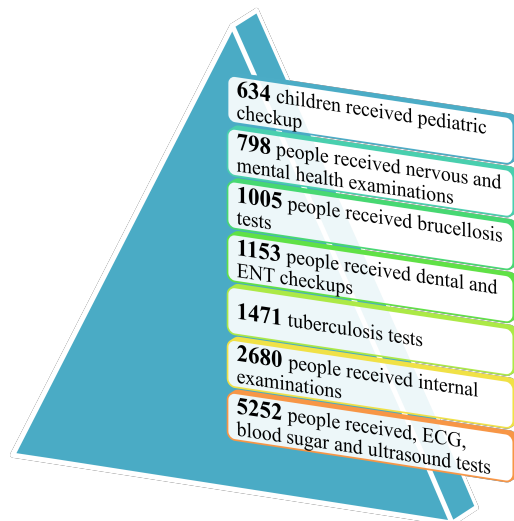 634 children received pediatric
checkup
798 people received nervous and
mental health examinations
1005 people received brucellosis
tests
1153 people received dental and
ENT checkups
1471 tuberculosis tests
2680 people received internal
examinations
5252 people received, ECG,
blood sugar and ultrasound tests